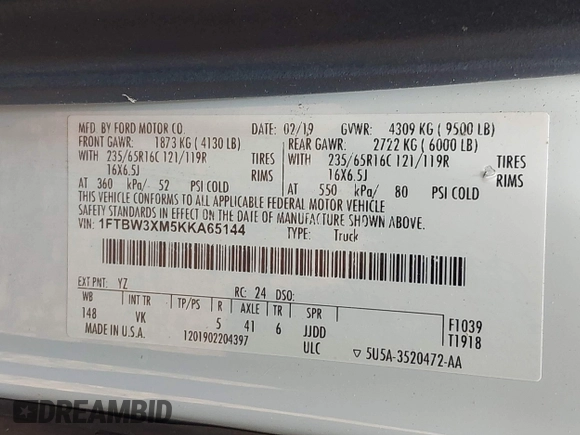 MFD. BY FORD MOTOR CO.
DATE: 02/19 GVWR: 4309 KG ( 9500 LB)
FRONT GAWR: 1873 KG ( 4130 LB) REAR GAWR: 2722 KG ( 6000 LB)
WITH 235/65R16C 121/119R TIRES WITH 235/65R16C 121/119R TIRES
16X6.5J RIMS 16X6.5J RIMS
AT 360 kPa/ 52 PSI COLD AT 550 kPa/ 80 PSI COLD
THIS VEHICLE CONFORMS TO ALL APPLICABLE FEDERAL MOTOR VEHICLE
SAFETY STANDARDS IN EFFECT ON THE DATE OF MANUFACTURE SHOWN ABOVE.
VIN: 1FTBW3XM5KKA65144 TYPE: Truck
EXT PNT: YZ RC: 24 DSO:
WB INT TR TP/PS R AXLE TR SPR F1039
148 VK 5 41 6 JJDD T1918
MADE IN U.S.A. 1201902204397 ULC ▽ 5U5A-3520472-AA
DREAMBID